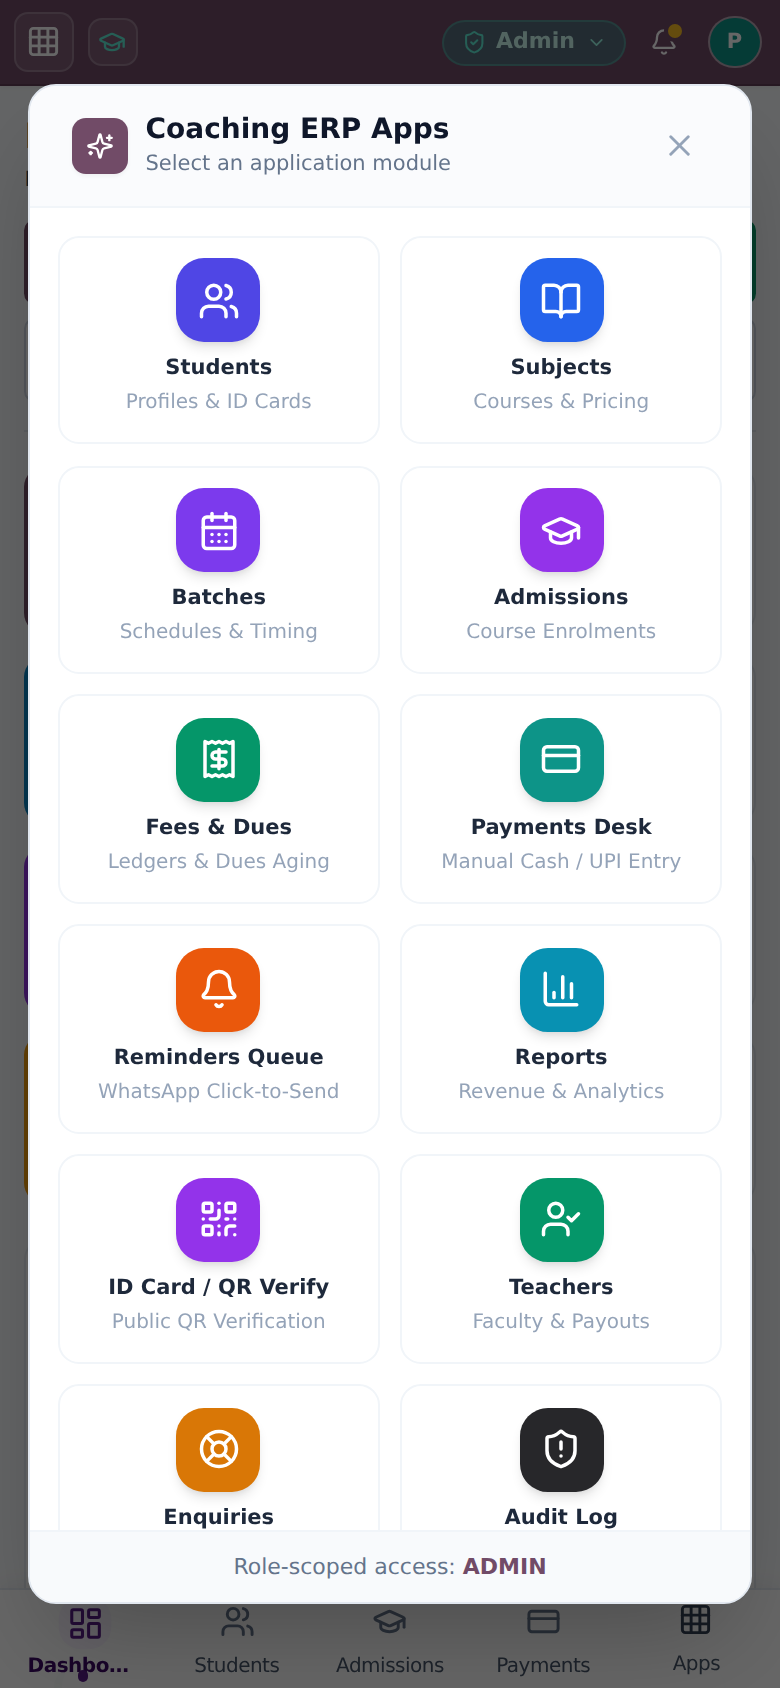 Admin
P
Coaching ERP Apps
Select an application module
Students
Profiles & ID Cards
Subjects
Courses & Pricing
Batches
Schedules & Timing
Admissions
Course Enrolments
Fees & Dues
Ledgers & Dues Aging
Payments Desk
Manual Cash / UPI Entry
Reminders Queue
WhatsApp Click-to-Send
Reports
Revenue & Analytics
ID Card / QR Verify
Public QR Verification
Teachers
Faculty & Payouts
Enquiries
Audit Log
Role-scoped access: ADMIN
Dashbo...
Students
Admissions
Payments
Apps